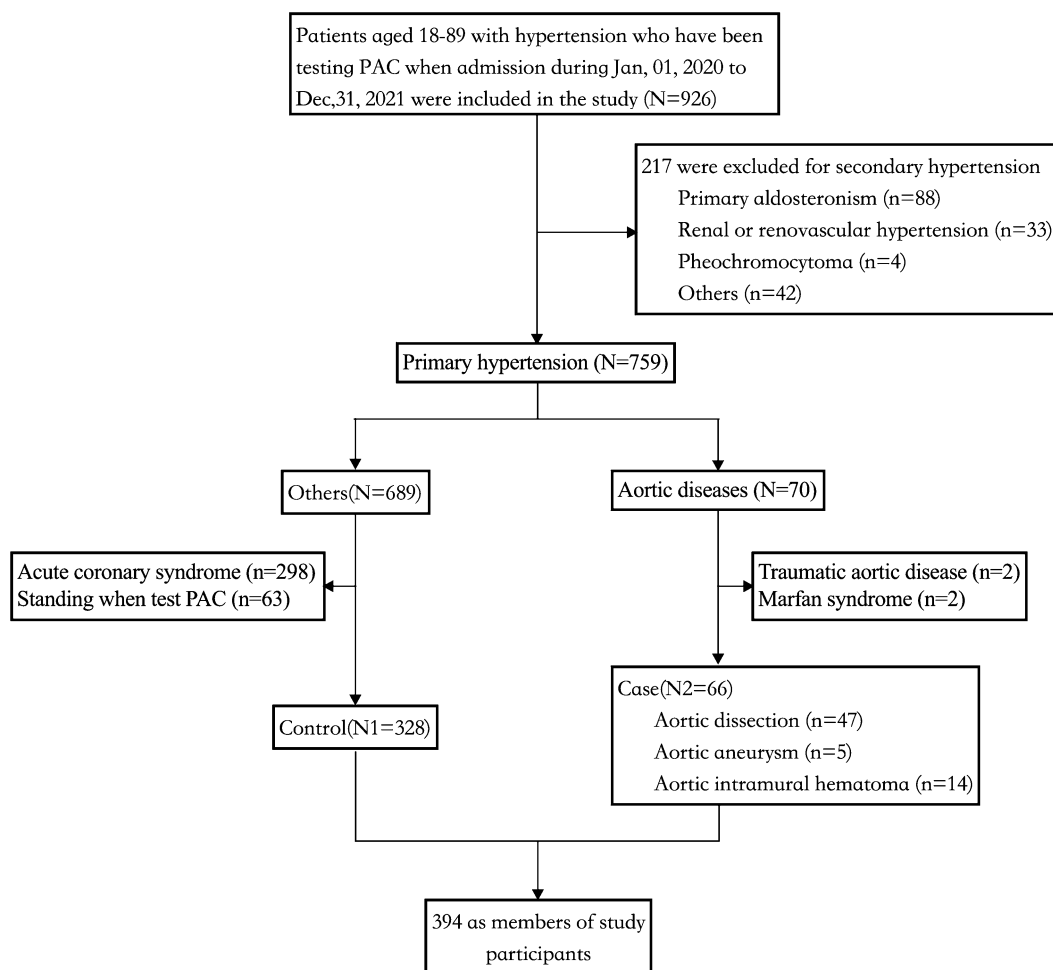 Patients aged 18-89 with hypertension who have been
testing PAC when admission during Jan, 01, 2020 to
Dec,31, 2021 were included in the study (N=926)
217 were excluded for secondary hypertension
Primary aldosteronism (n=88)
Renal or renovascular hypertension (n=33)
Pheochromocytoma (n=4)
Others (n=42)
Primary hypertension (N=759)
Others(N=689)
Aortic diseases (N=70)
Acute coronary syndrome (n=298)
Standing when test PAC (n=63)
Traumatic aortic disease (n=2)
Marfan syndrome (n=2)
Control(N1=328)
Case(N2=66)
Aortic dissection (n=47)
Aortic aneurysm (n=5)
Aortic intramural hematoma (n=14)
394 as members of study
participants